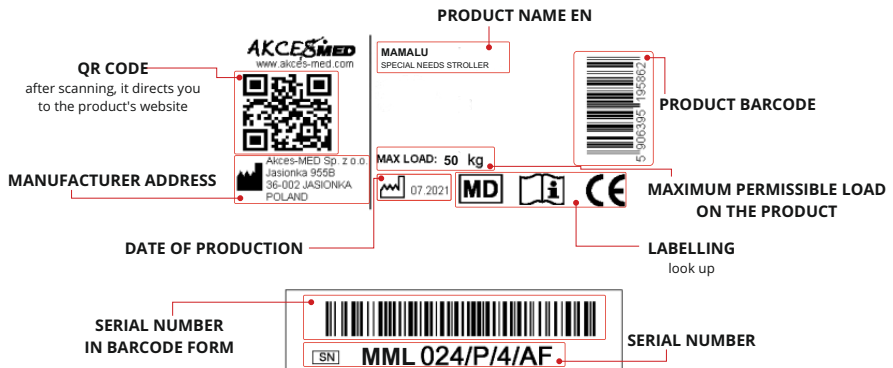 PRODUCT NAME EN
AKCESMED
www.akces-med.com
MAMALU
SPECIAL NEEDS STROLLER
QR CODE
after scanning, it directs you
to the product's website
5 906395 195862
PRODUCT BARCODE
MAX LOAD: 50 kg
Akces-MED Sp. z o.o.
Jasionka 955B
36-002 JASIONKA
POLAND
MANUFACTURER ADDRESS
07.2021
MD
i
CE
MAXIMUM PERMISSIBLE LOAD
ON THE PRODUCT
DATE OF PRODUCTION
LABELLING
look up
SERIAL NUMBER
IN BARCODE FORM
SERIAL NUMBER
SN
MML 024/P/4/AF